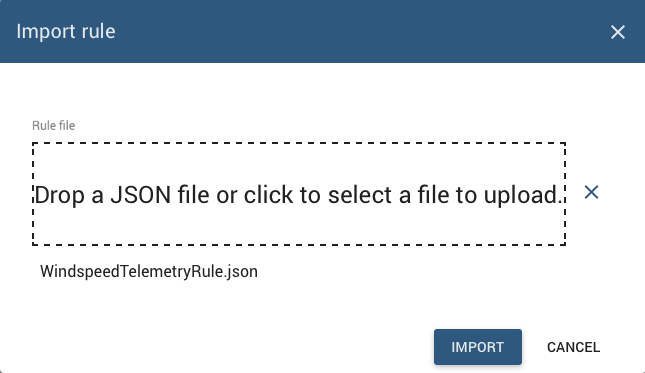 Import rule
Rule file
Drop a JSON file or click to select a file to upload.
WindspeedTelemetryRule.json
IMPORT CANCEL